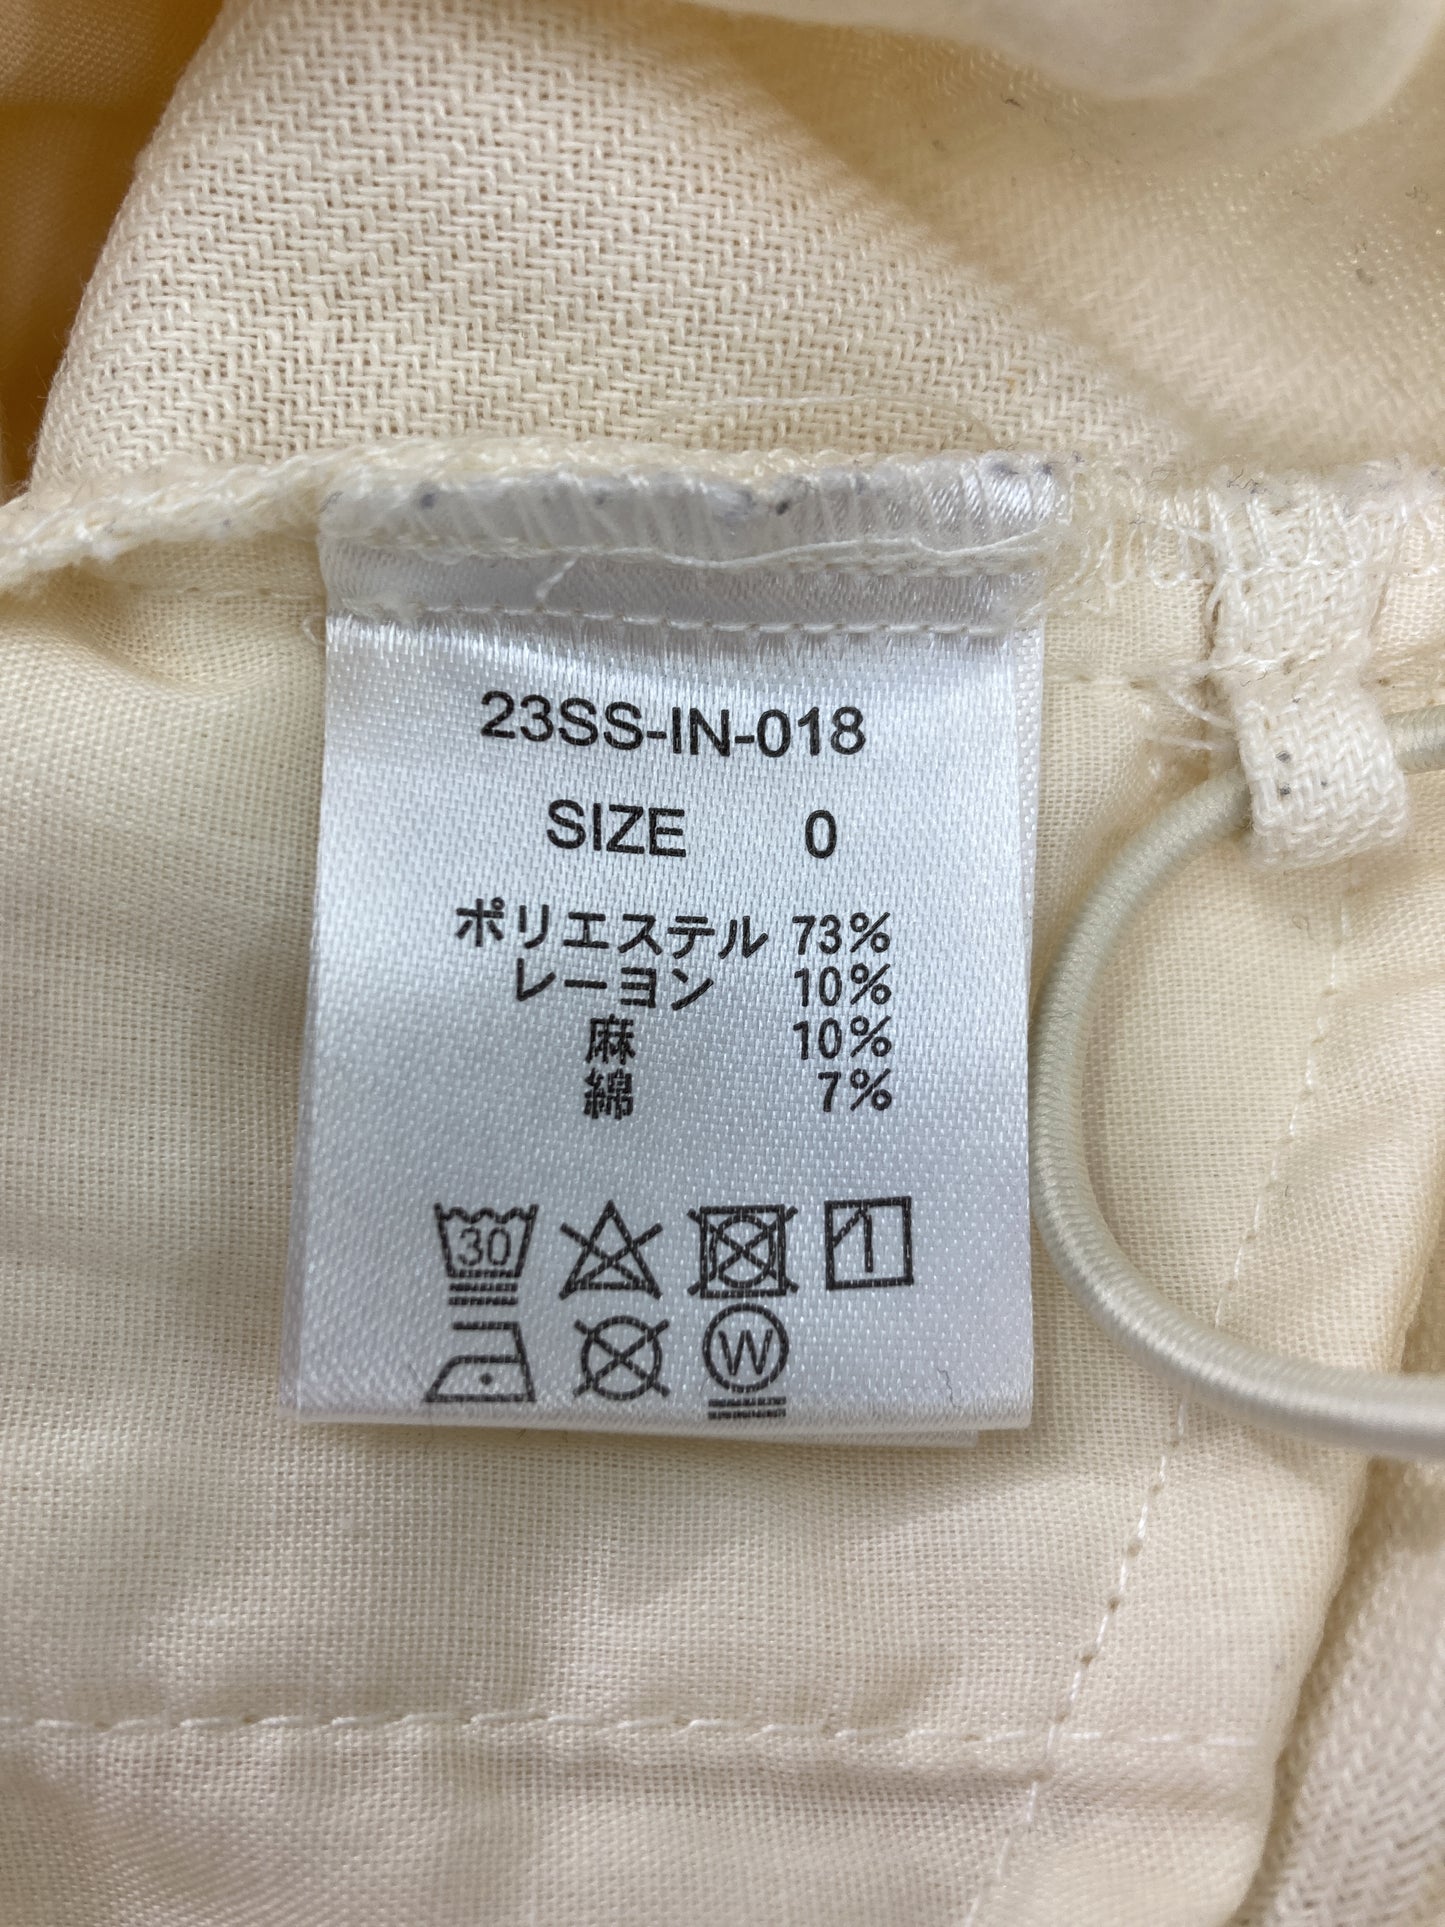 23SS-IN-018
SIZE 0
ポリエステル 73%
レーヨン 10%
麻 10%
綿 7%
30
W